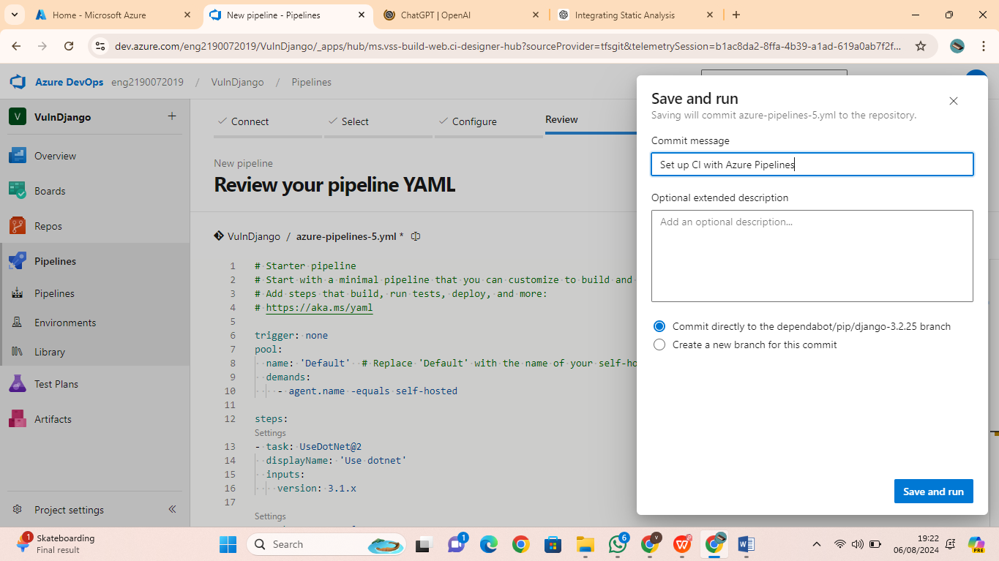 Home - Microsoft Azure
New pipeline - Pipelines
ChatGPT | OpenAI
Integrating Static Analysis
dev.azure.com/eng2190072019/VulnDjango/_apps/hub/ms.vss-build-web.ci-designer-hub?sourceProvider=tfsgit&telemetrySession=b1ac8da2-8ffa-4b39-a1ad-619a0ab7f2f...
Azure DevOps eng2190072019 / VulnDjango / Pipelines
V VulnDjango +
Overview
Boards
Repos
Pipelines
Pipelines
Environments
Library
Test Plans
Artifacts
Project settings
Connect
Select
Configure
Review
New pipeline
Review your pipeline YAML
VulnDjango / azure-pipelines-5.yml *
1 # Starter pipeline
2 # Start with a minimal pipeline that you can customize to build and
3 # Add steps that build, run tests, deploy, and more:
4 # https://aka.ms/yaml
5
6 trigger: none
7 pool:
8 name: 'Default' # Replace 'Default' with the name of your self-ho
9 demands:
10 - agent.name -equals self-hosted
11
12 steps:
Settings
13 - task: UseDotNet@2
14 displayName: 'Use dotnet'
15 inputs:
16 version: 3.1.x
17
Settings
Save and run
Saving will commit azure-pipelines-5.yml to the repository.
Commit message
Set up CI with Azure Pipelines
Optional extended description
Add an optional description...
Commit directly to the dependabot/pip/django-3.2.25 branch
Create a new branch for this commit
Save and run
1
Skateboarding
Final result
Search
1
6
v
W
PRE
19:22
06/08/2024